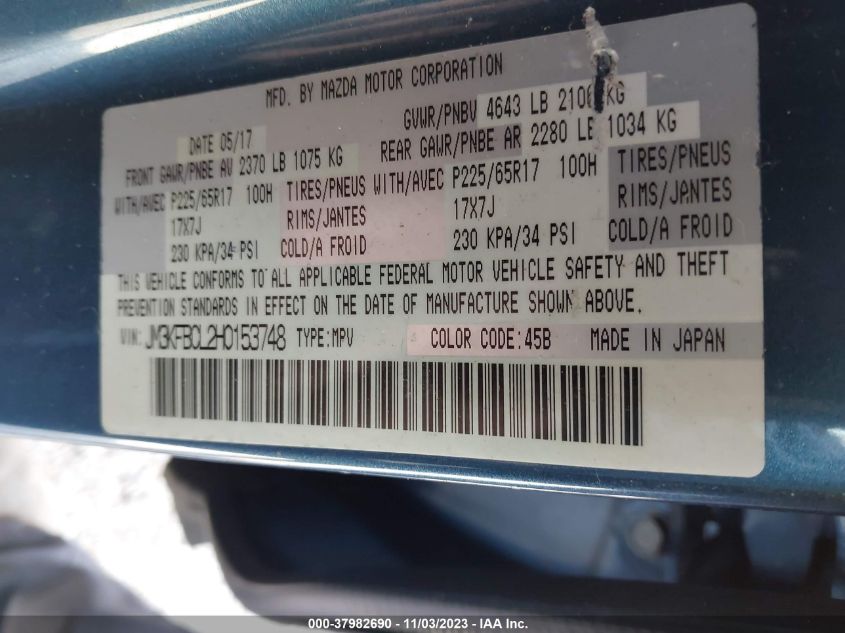 MFD. BY MAZDA MOTOR CORPORATION
DATE 05/17 GVWR/PNBV 4643 LB 2106 KG
FRONT GAWR/PNBE AV 2370 LB 1075 KG REAR GAWR/PNBE AR 2280 LB 1034 KG
WITH/AVEC P225/65R17 100H TIRES/PNEUS WITH/AVEC P225/65R17 100H TIRES/PNEUS
17X7J RIMS/JANTES 17X7J RIMS/JANTES
230 KPA/34 PSI COLD/A FROID 230 KPA/34 PSI COLD/A FROID
THIS VEHICLE CONFORMS TO ALL APPLICABLE FEDERAL MOTOR VEHICLE SAFETY AND THEFT
PREVENTION STANDARDS IN EFFECT ON THE DATE OF MANUFACTURE SHOWN ABOVE.
VIN: JM3KFBCL2H0153748 TYPE:MPV COLOR CODE:45B MADE IN JAPAN
000-37982690 - 11/03/2023 - IAA Inc.